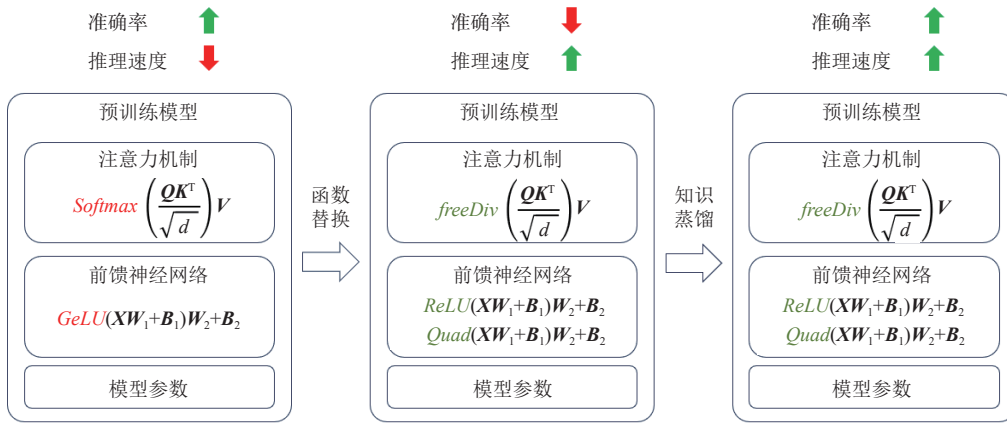 准确率
推理速度
预训练模型
注意力机制
Softmax(QKᵀ/√d)V
前馈神经网络
GeLU(XW₁+B₁)W₂+B₂
模型参数
函数
替换
准确率
推理速度
预训练模型
注意力机制
freeDiv(QKᵀ/√d)V
前馈神经网络
ReLU(XW₁+B₁)W₂+B₂
Quad(XW₁+B₁)W₂+B₂
模型参数
知识
蒸馏
准确率
推理速度
预训练模型
注意力机制
freeDiv(QKᵀ/√d)V
前馈神经网络
ReLU(XW₁+B₁)W₂+B₂
Quad(XW₁+B₁)W₂+B₂
模型参数